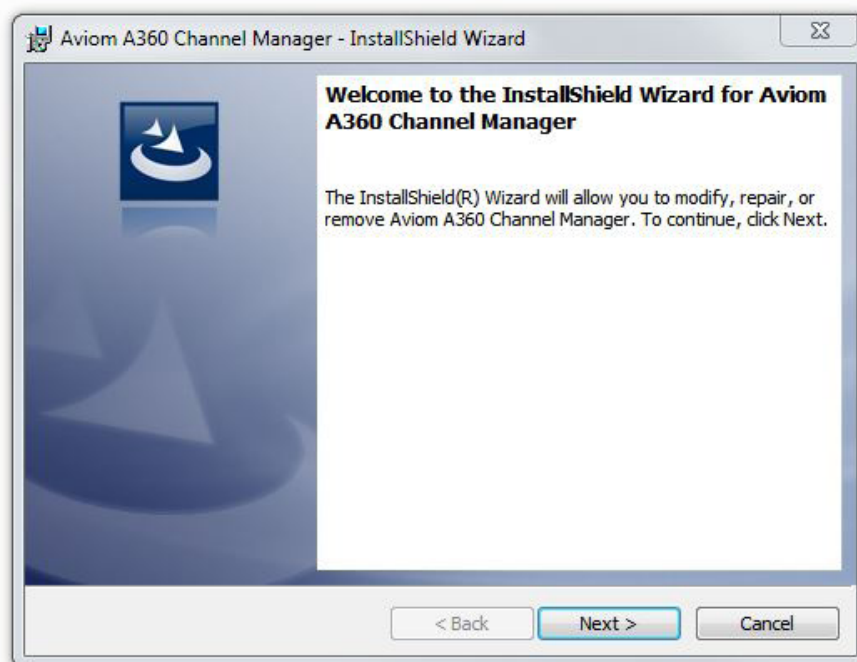 Aviom A360 Channel Manager - InstallShield Wizard
Welcome to the InstallShield Wizard for Aviom
A360 Channel Manager
The InstallShield(R) Wizard will allow you to modify, repair, or
remove Aviom A360 Channel Manager. To continue, click Next.
< Back Next > Cancel